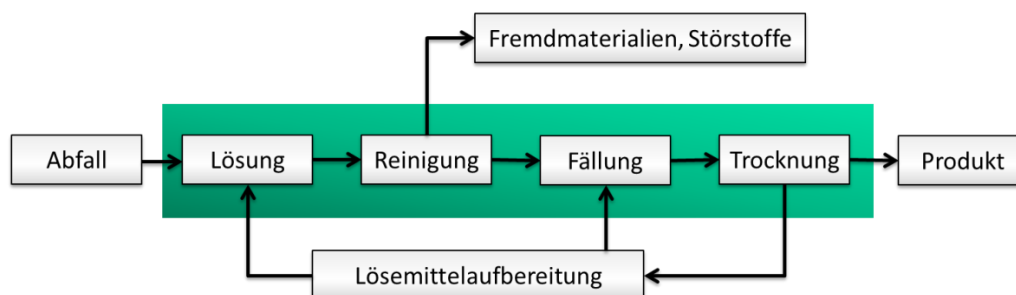 Fremdmaterialien, Störstoffe
Abfall
Lösung
Reinigung
Fällung
Trocknung
Produkt
Lösemittelaufbereitung